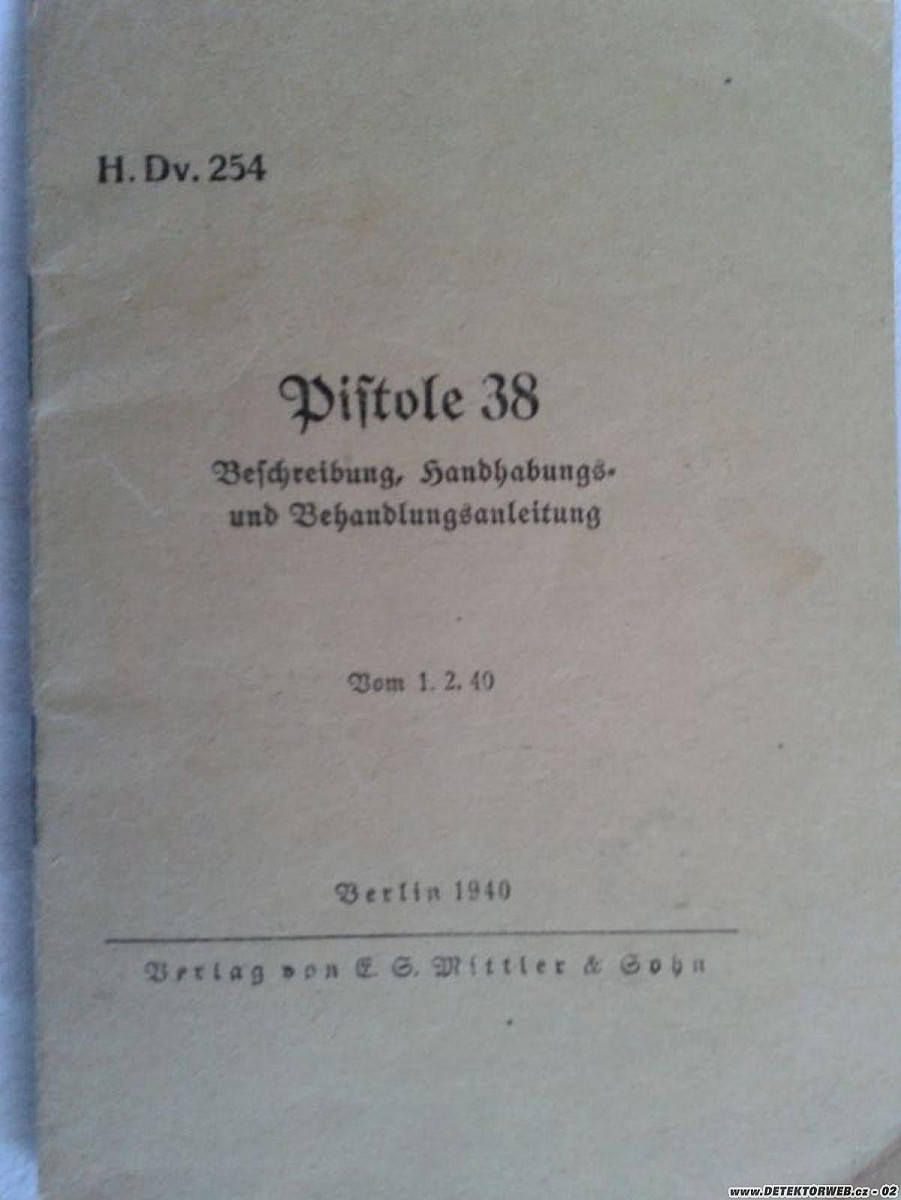 H. Dv. 254
Piſtole 38
Beſchreibung, Handhabungs-
und Behandlungsanleitung
Vom 1. 2. 40
Berlin 1940
Verlag von E. S. Mittler & Sohn
www.DETEKTORWEB.cz - 02